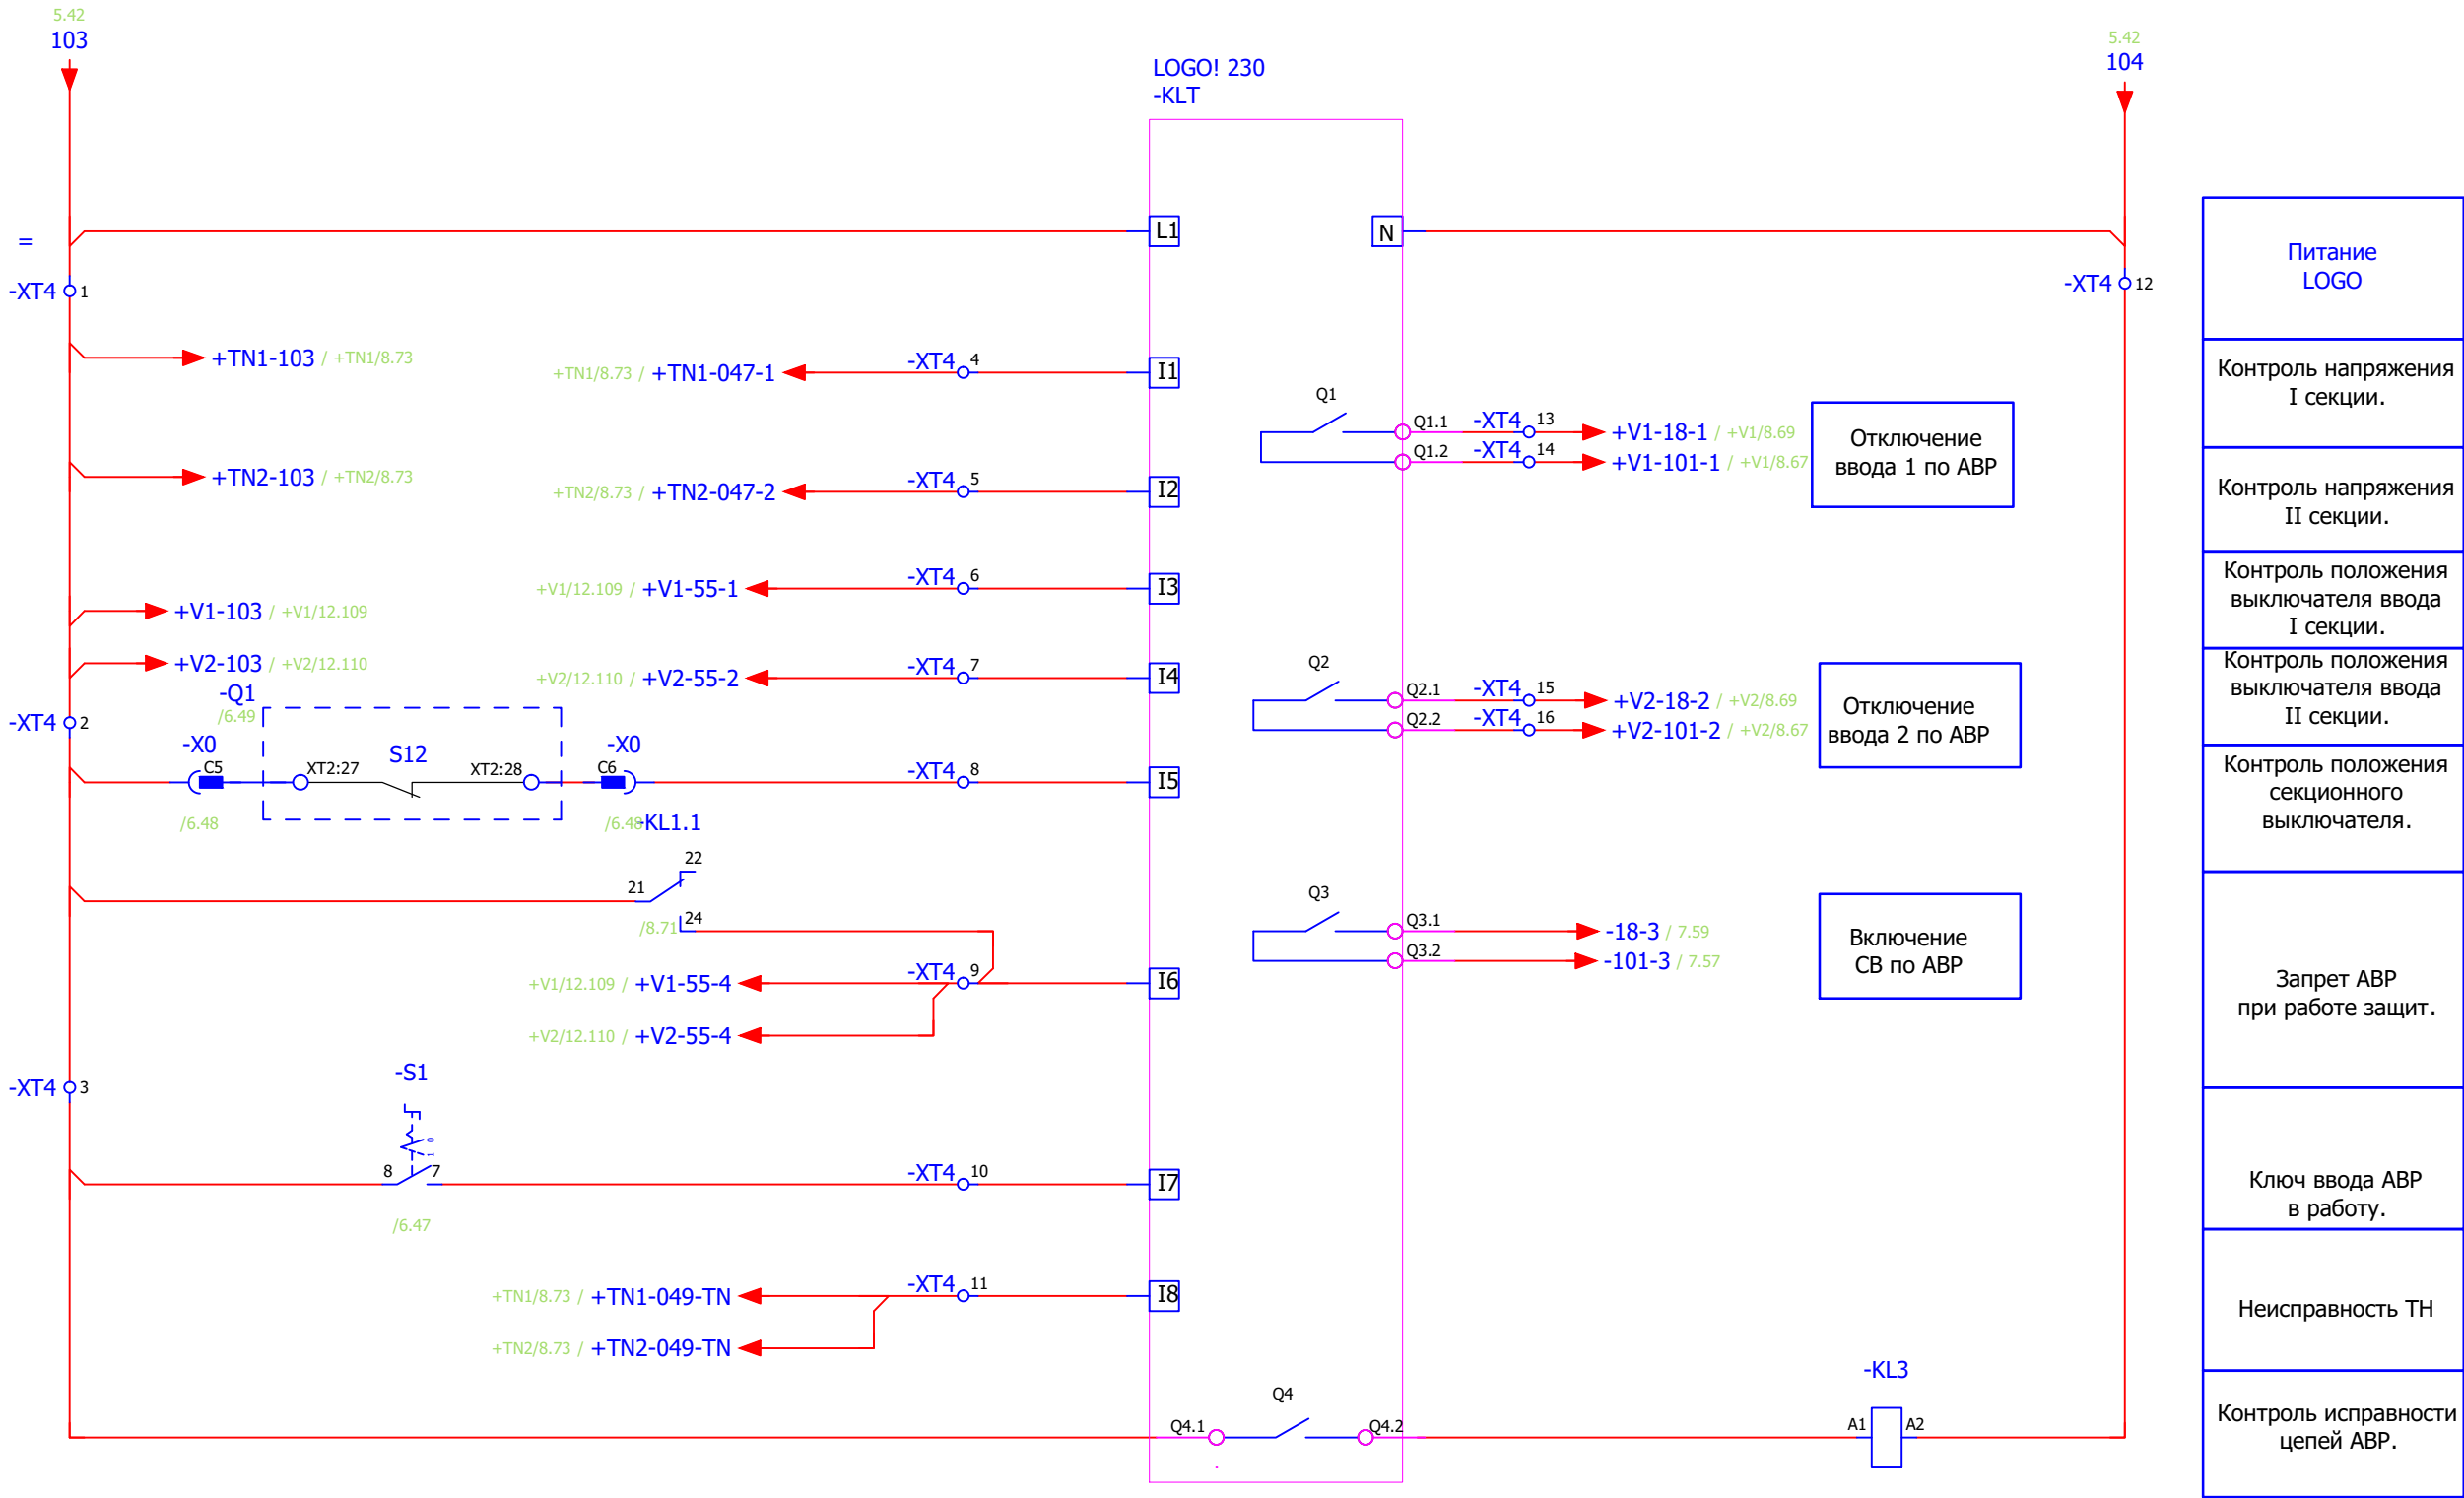 5.42
103
5.42
104
LOGO! 230
-KLT
=
L1
N
Питание
LOGO
-XT4 1
-XT4 12
+TN1-103 / +TN1/8.73
+TN1/8.73 / +TN1-047-1
-XT4 4
I1
Контроль напряжения
I секции.
Q1
Q1.1 -XT4 13 +V1-18-1 / +V1/8.69
Q1.2 -XT4 14 +V1-101-1 / +V1/8.67
Отключение
ввода 1 по АВР
+TN2-103 / +TN2/8.73
+TN2/8.73 / +TN2-047-2
-XT4 5
I2
Контроль напряжения
II секции.
+V1-103 / +V1/12.109
+V1/12.109 / +V1-55-1
-XT4 6
I3
Контроль положения
выключателя ввода
I секции.
+V2-103 / +V2/12.110
+V2/12.110 / +V2-55-2
-XT4 7
I4
Q2
Q2.1 -XT4 15 +V2-18-2 / +V2/8.69
Q2.2 -XT4 16 +V2-101-2 / +V2/8.67
Отключение
ввода 2 по АВР
Контроль положения
выключателя ввода
II секции.
-Q1
/6.49
-XT4 2
-X0
C5
/6.48
XT2:27
S12
XT2:28
-X0
C6
/6.48
-XT4 8
I5
Контроль положения
секционного
выключателя.
-KL1.1
22
21
24
/8.71
Q3
Q3.1 -18-3 / 7.59
Q3.2 -101-3 / 7.57
Включение
СВ по АВР
+V1/12.109 / +V1-55-4
-XT4 9
I6
+V2/12.110 / +V2-55-4
Запрет АВР
при работе защит.
-XT4 3
-S1
1 0
8 7
/6.47
-XT4 10
I7
Ключ ввода АВР
в работу.
+TN1/8.73 / +TN1-049-TN
-XT4 11
I8
+TN2/8.73 / +TN2-049-TN
Неисправность ТН
Q4
Q4.1
Q4.2
-KL3
A1
A2
Контроль исправности
цепей АВР.